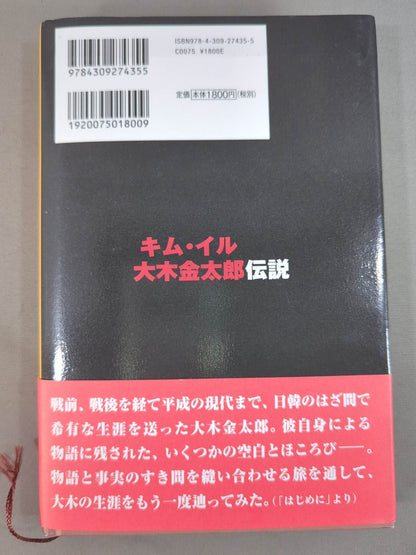 ISBN978-4-309-27435-5
C0075 ¥1800E
9784309274355
定価 本体1800円(税別)
1920075018009
キム・イル
大木金太郎伝説
戦前、戦後を経て平成の現代まで、日韓のはざ間で
希有な生涯を送った大木金太郎。彼自身による
物語に残された、いくつかの空白とほころび――。
物語と事実のすき間を縫い合わせる旅を通して、
大木の生涯をもう一度辿ってみた。(「はじめに」より)